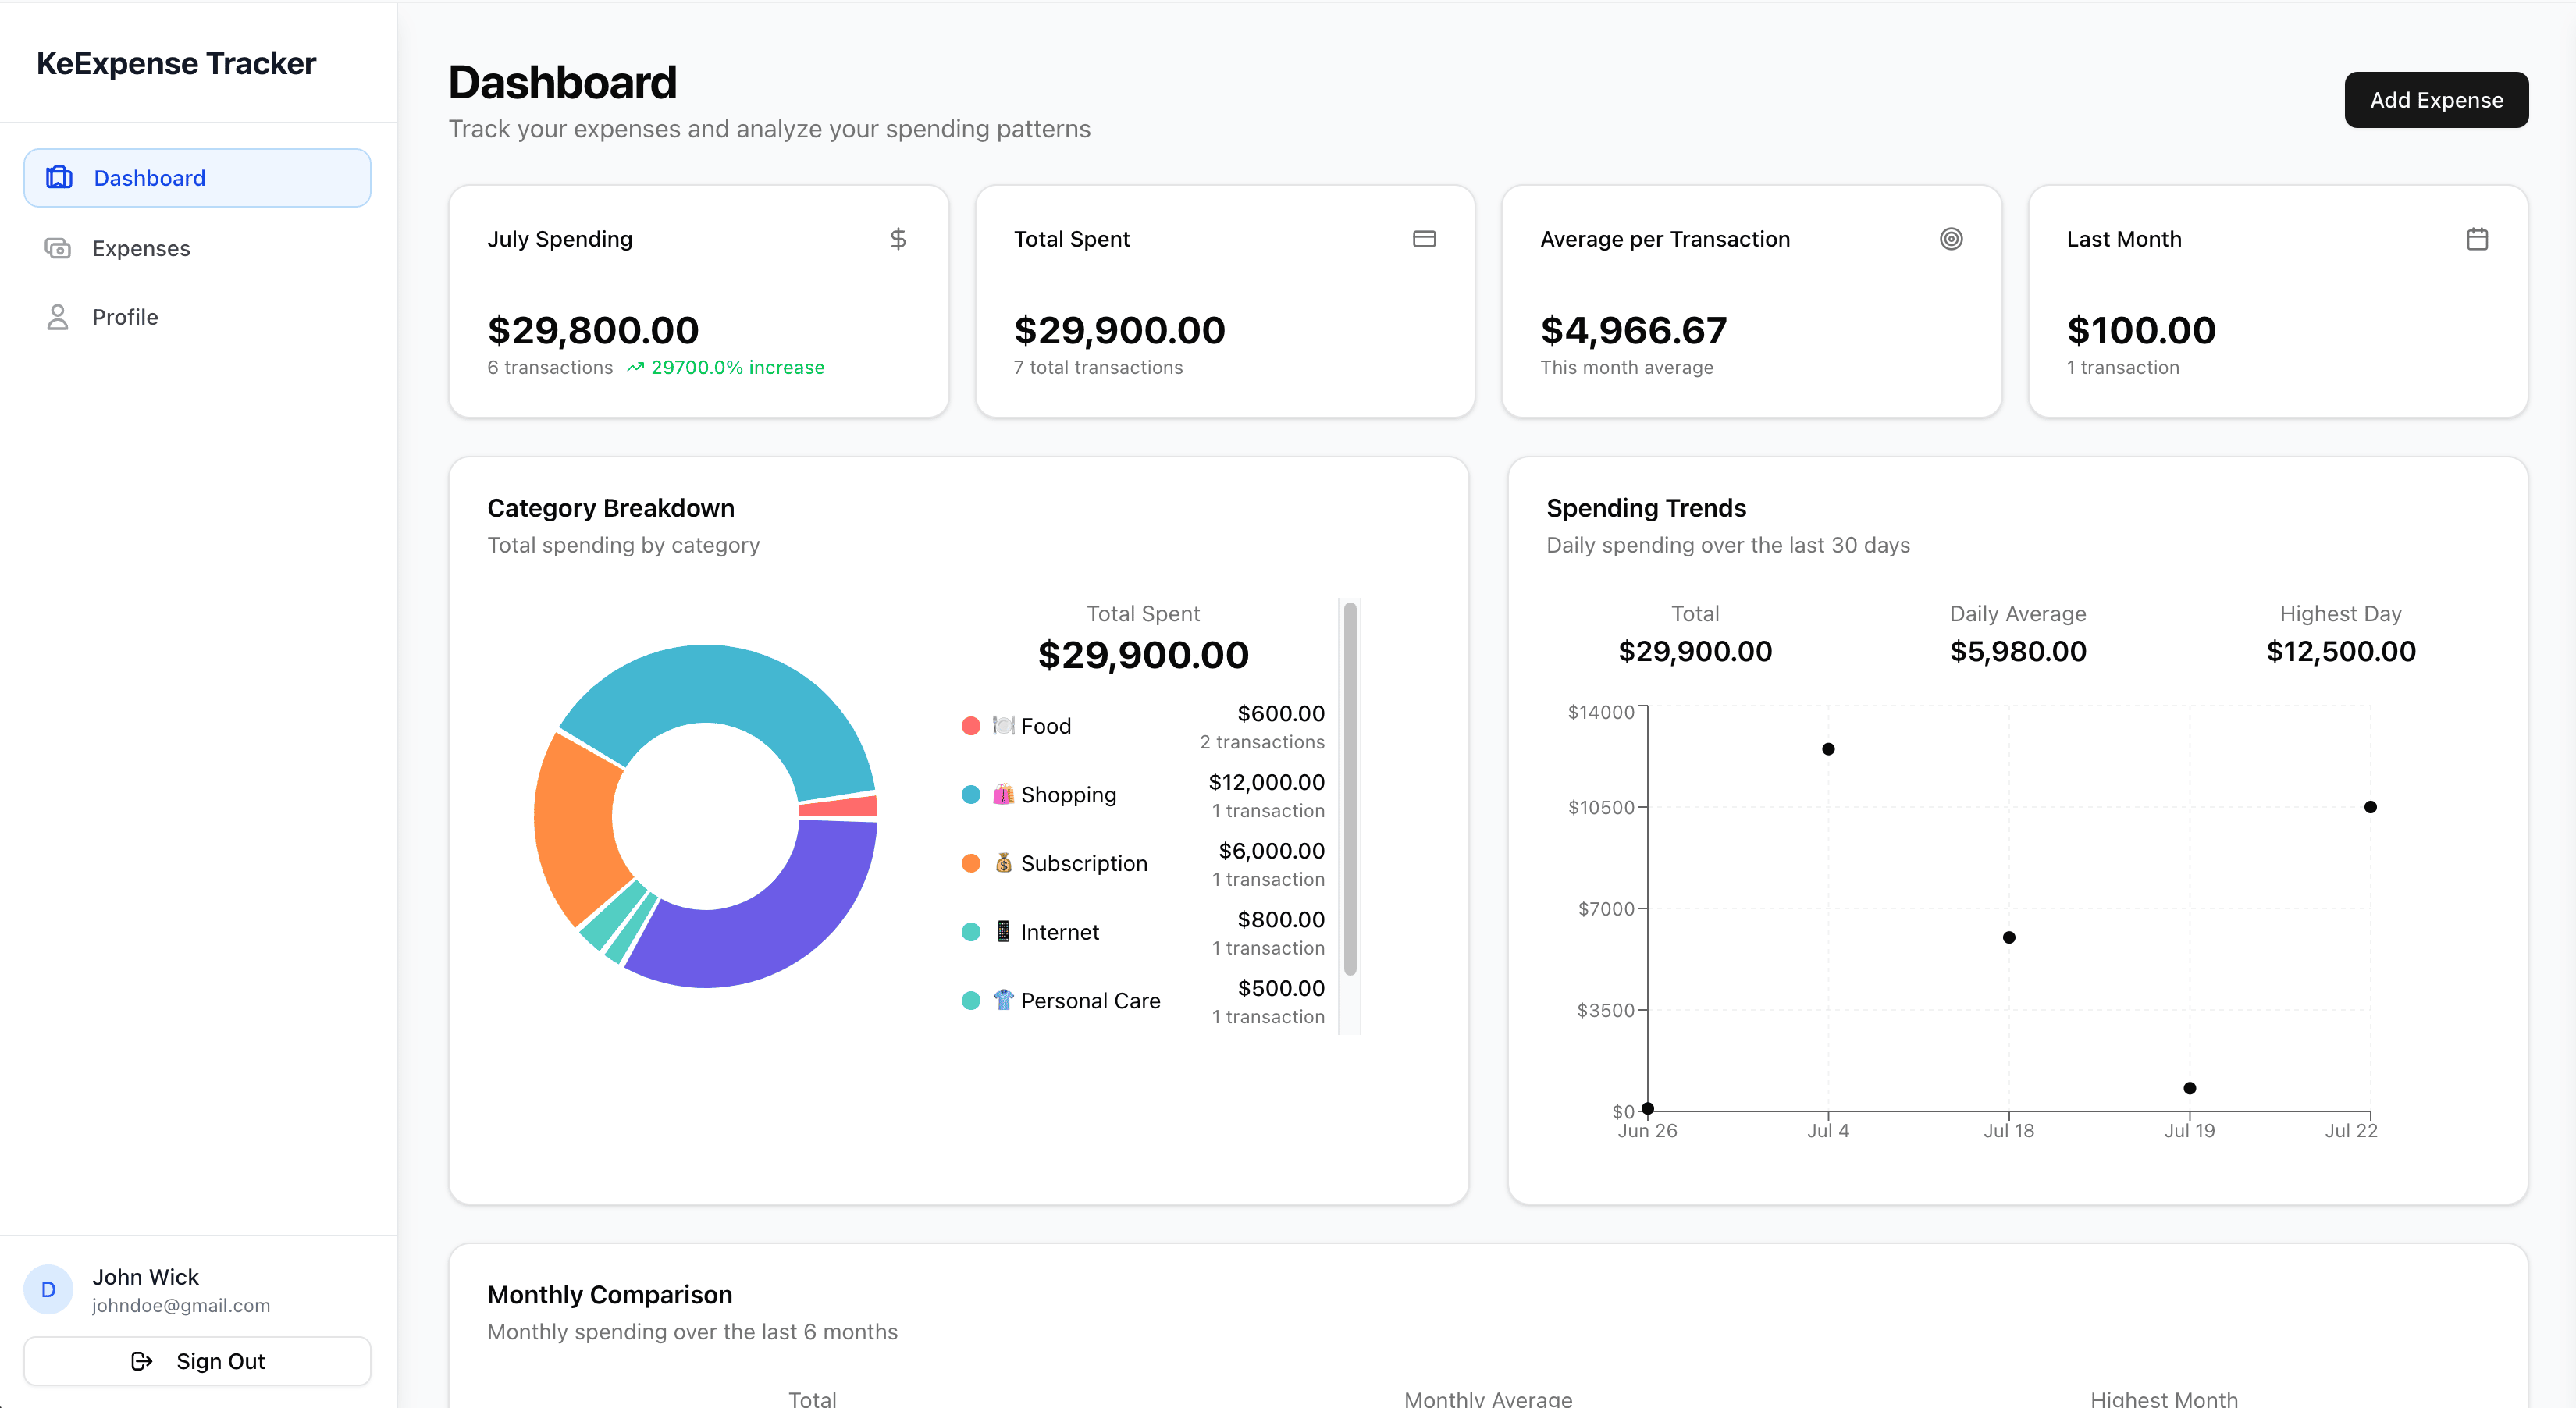 KeExpense Tracker
Dashboard
Expenses
Profile
Dashboard
Track your expenses and analyze your spending patterns
Add Expense
July Spending
$29,800.00
6 transactions 29700.0% increase
Total Spent
$29,900.00
7 total transactions
Average per Transaction
$4,966.67
This month average
Last Month
$100.00
1 transaction
Category Breakdown
Total spending by category
Total Spent
$29,900.00
Food $600.00
2 transactions
Shopping $12,000.00
1 transaction
Subscription $6,000.00
1 transaction
Internet $800.00
1 transaction
Personal Care $500.00
1 transaction
Spending Trends
Daily spending over the last 30 days
Total Daily Average Highest Day
$29,900.00 $5,980.00 $12,500.00
$14000
$10500
$7000
$3500
$0
Jun 26 Jul 4 Jul 18 Jul 19 Jul 22
Monthly Comparison
Monthly spending over the last 6 months
Total Monthly Average Highest Month
D
John Wick
johndoe@gmail.com
Sign Out